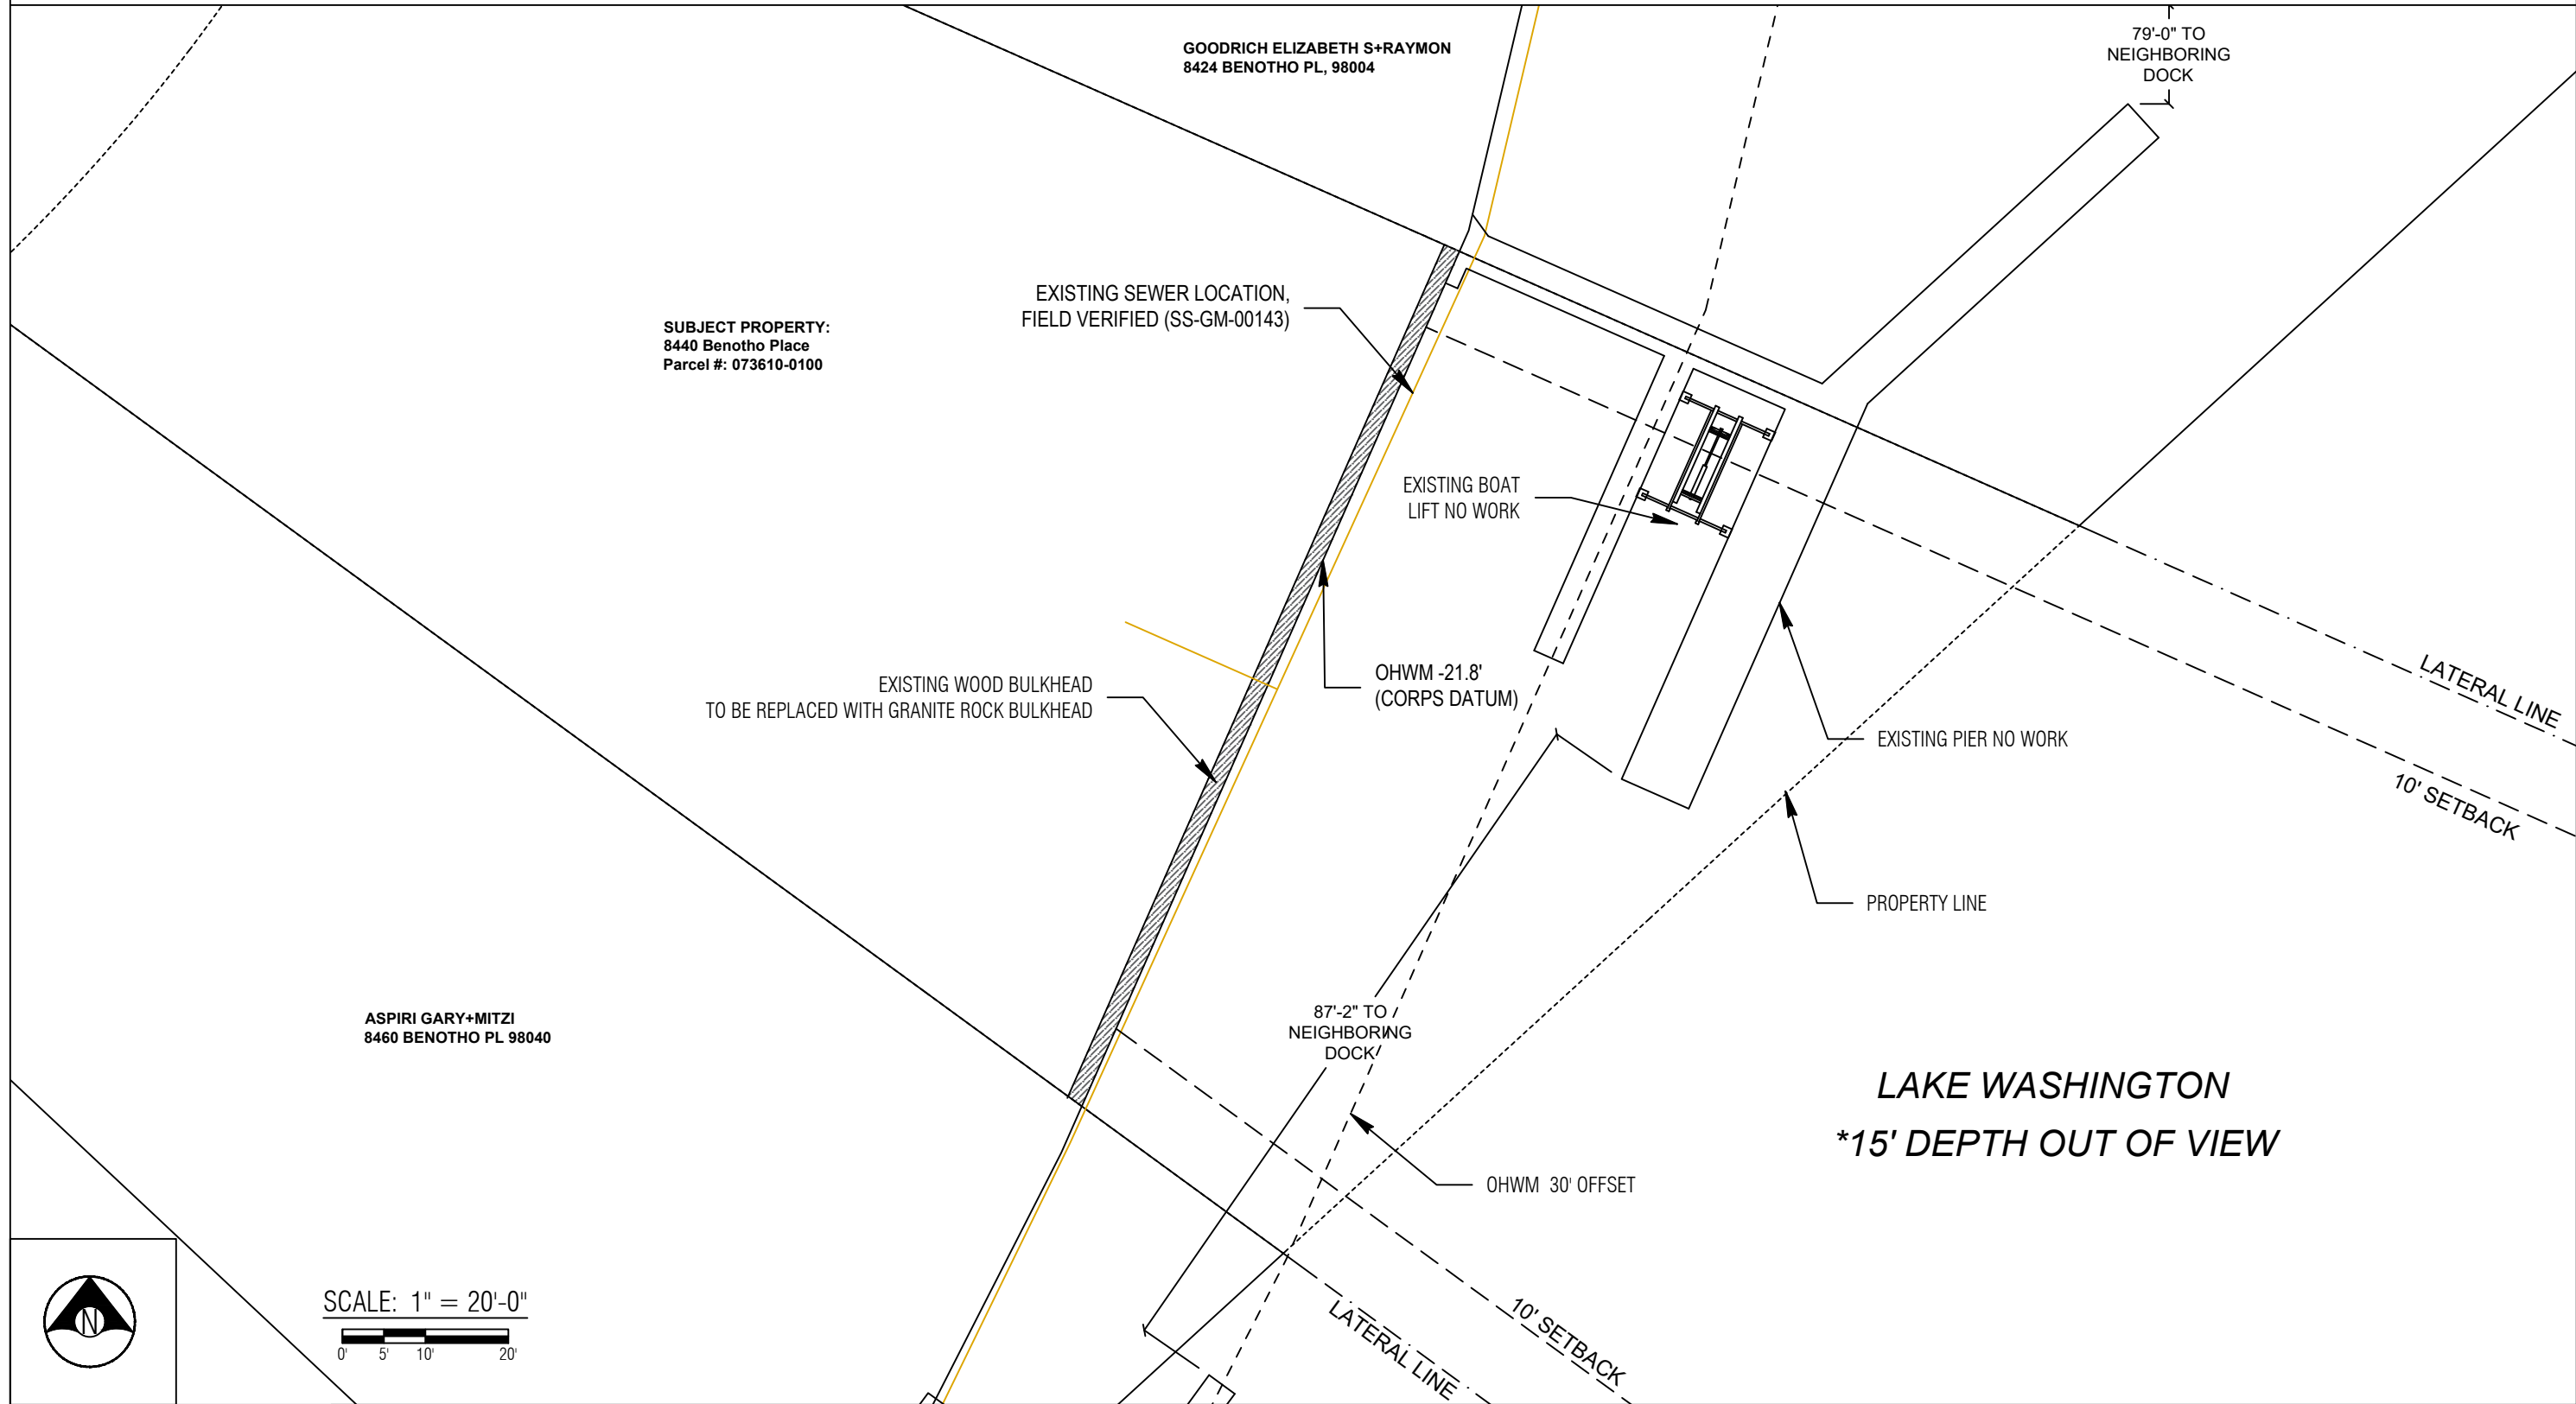 GOODRICH ELIZABETH S+RAYMON
8424 BENOTHO PL, 98004
79'-0" TO
NEIGHBORING
DOCK
EXISTING SEWER LOCATION,
FIELD VERIFIED (SS-GM-00143)
SUBJECT PROPERTY:
8440 Benotho Place
Parcel #: 073610-0100
EXISTING BOAT
LIFT NO WORK
OHWM -21.8'
(CORPS DATUM)
EXISTING WOOD BULKHEAD
TO BE REPLACED WITH GRANITE ROCK BULKHEAD
LATERAL LINE
EXISTING PIER NO WORK
10' SETBACK
PROPERTY LINE
ASPIRI GARY+MITZI
8460 BENOTHO PL 98040
87'-2" TO
NEIGHBORING
DOCK
LAKE WASHINGTON
*15' DEPTH OUT OF VIEW
OHWM 30' OFFSET
N
SCALE: 1" = 20'-0"
0' 5' 10' 20'
LATERAL LINE
10' SETBACK